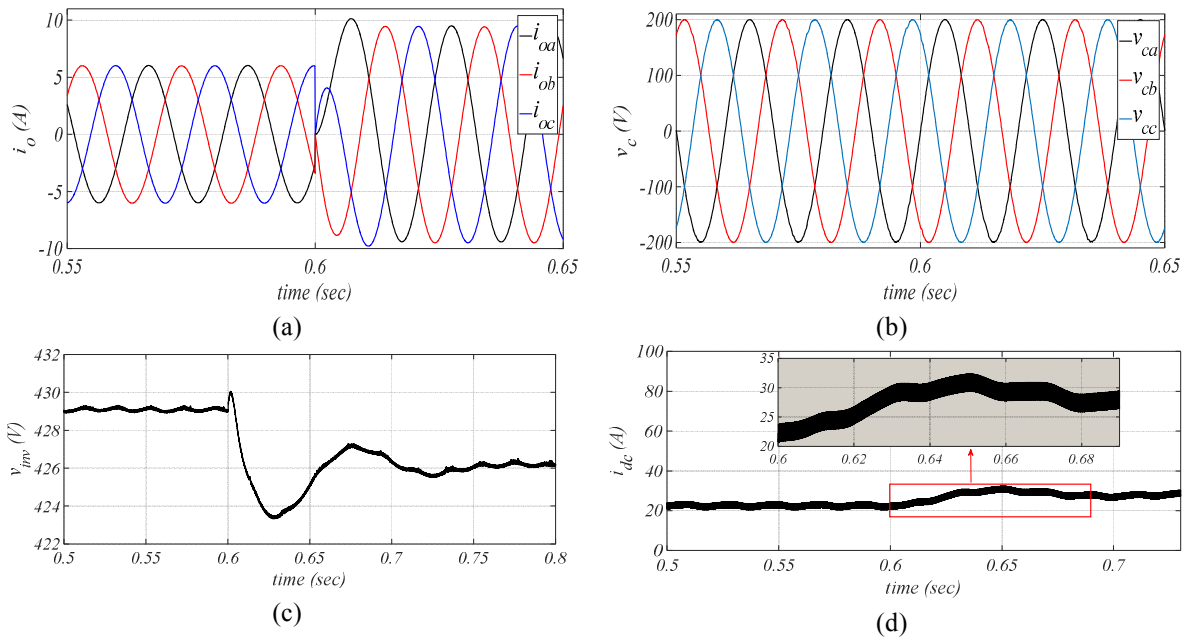 10
5
0
-5
-10
i_o (A)
i_oa
i_ob
i_oc
0.55
0.6
0.65
time (sec)
(a)
200
100
0
-100
-200
v_c (V)
v_ca
v_cb
v_cc
0.55
0.6
0.65
time (sec)
(b)
432
430
428
426
424
422
v_inv (V)
0.5
0.55
0.6
0.65
0.7
0.75
0.8
time (sec)
(c)
100
80
60
40
20
0
i_dc (A)
35
30
25
20
0.6
0.62
0.64
0.66
0.68
0.5
0.55
0.6
0.65
0.7
time (sec)
(d)